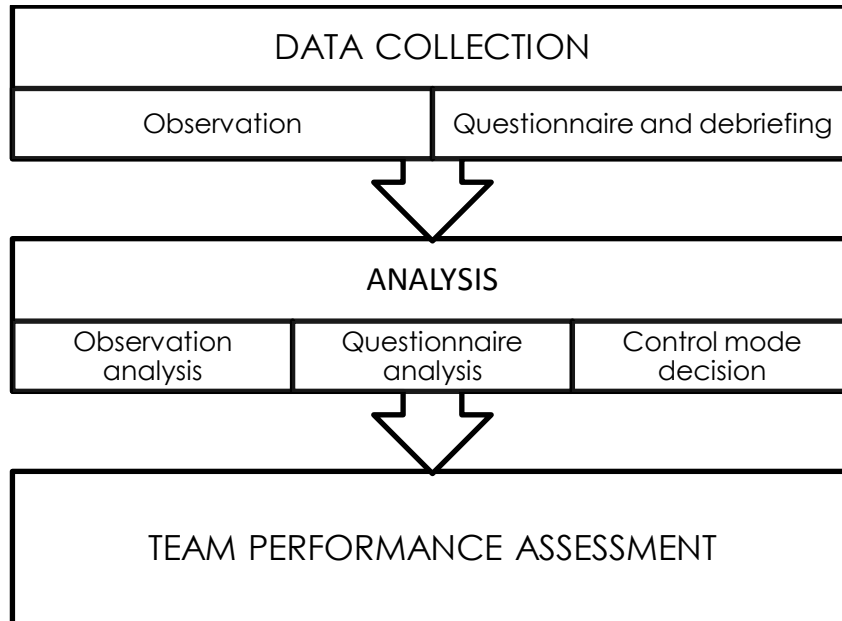 DATA COLLECTION
Observation
Questionnaire and debriefing
ANALYSIS
Observation
analysis
Questionnaire
analysis
Control mode
decision
TEAM PERFORMANCE ASSESSMENT